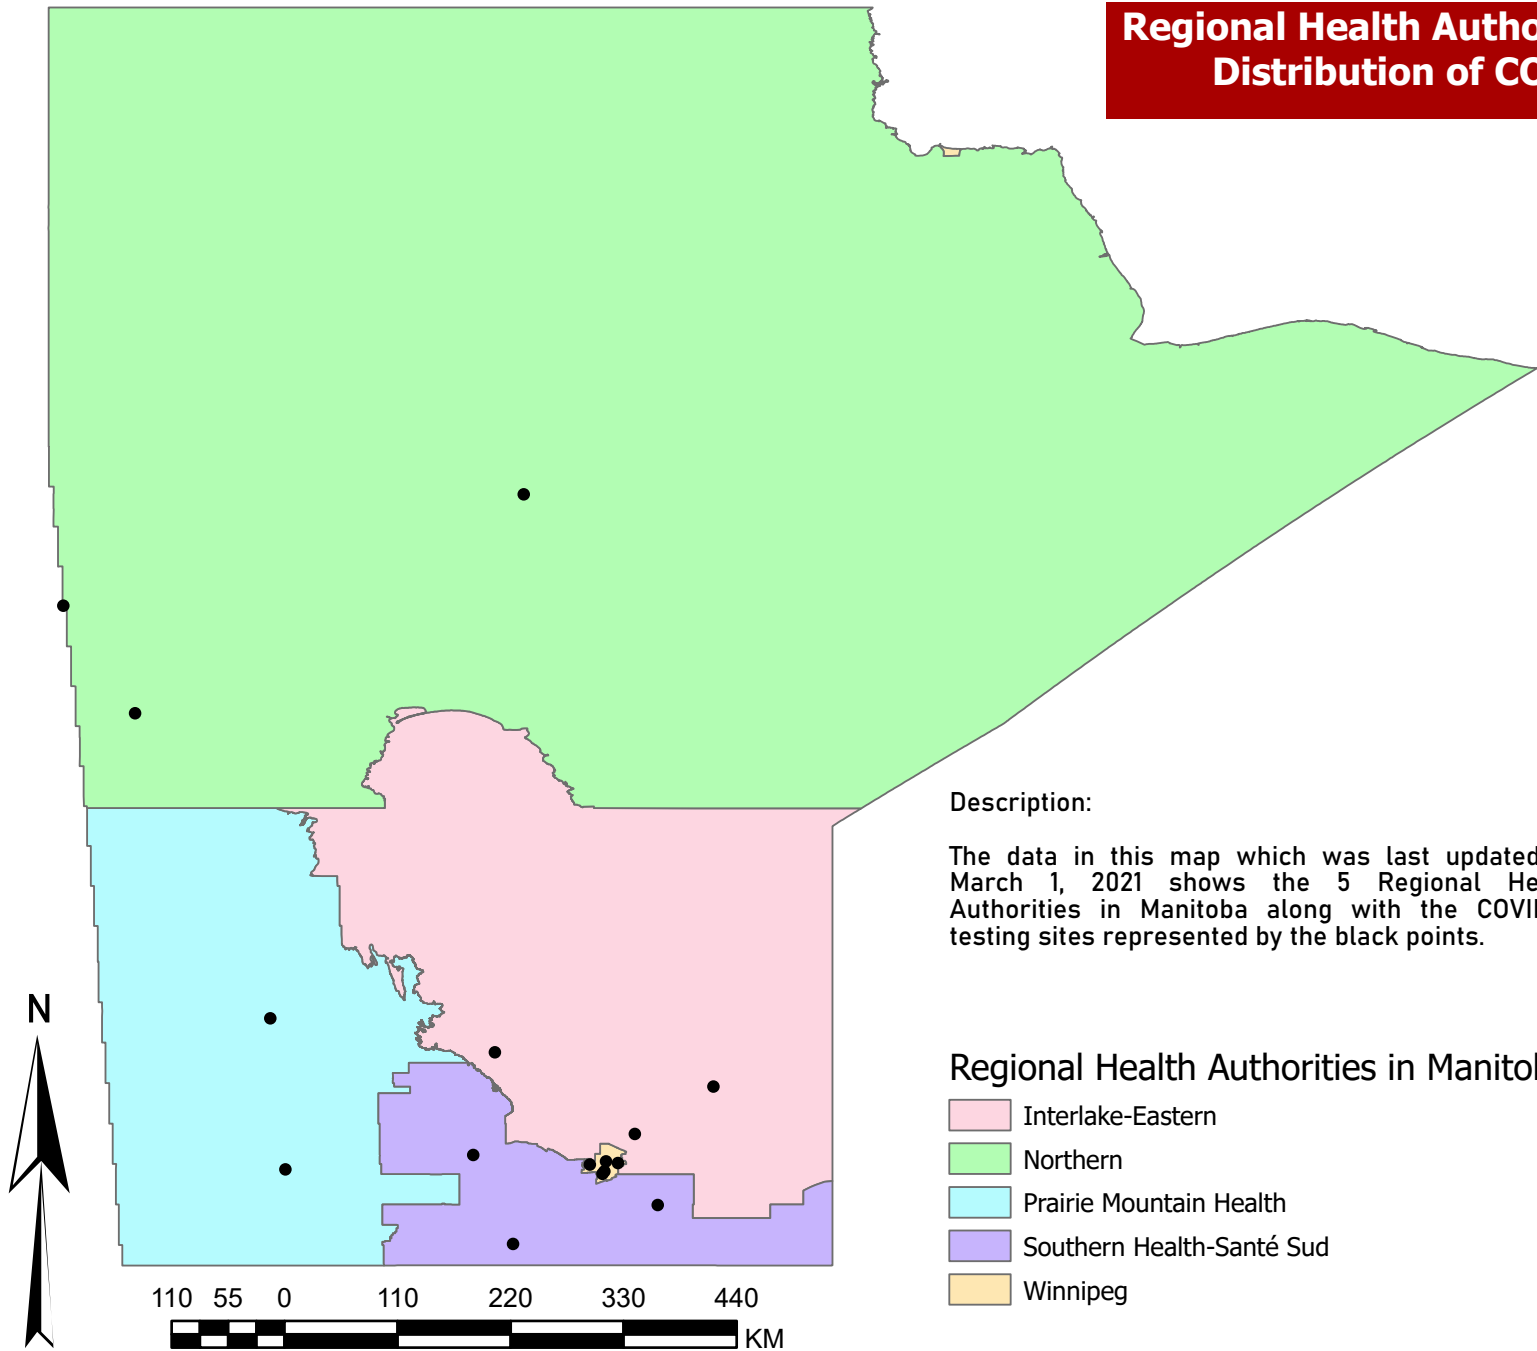 Regional Health Autho
Distribution of CO
Description:
The data in this map which was last updated
March 1, 2021 shows the 5 Regional He
Authorities in Manitoba along with the COVI
testing sites represented by the black points.
N
Regional Health Authorities in Manito
Interlake-Eastern
Northern
Prairie Mountain Health
Southern Health-Santé Sud
Winnipeg
110 55 0 110 220 330 440
KM